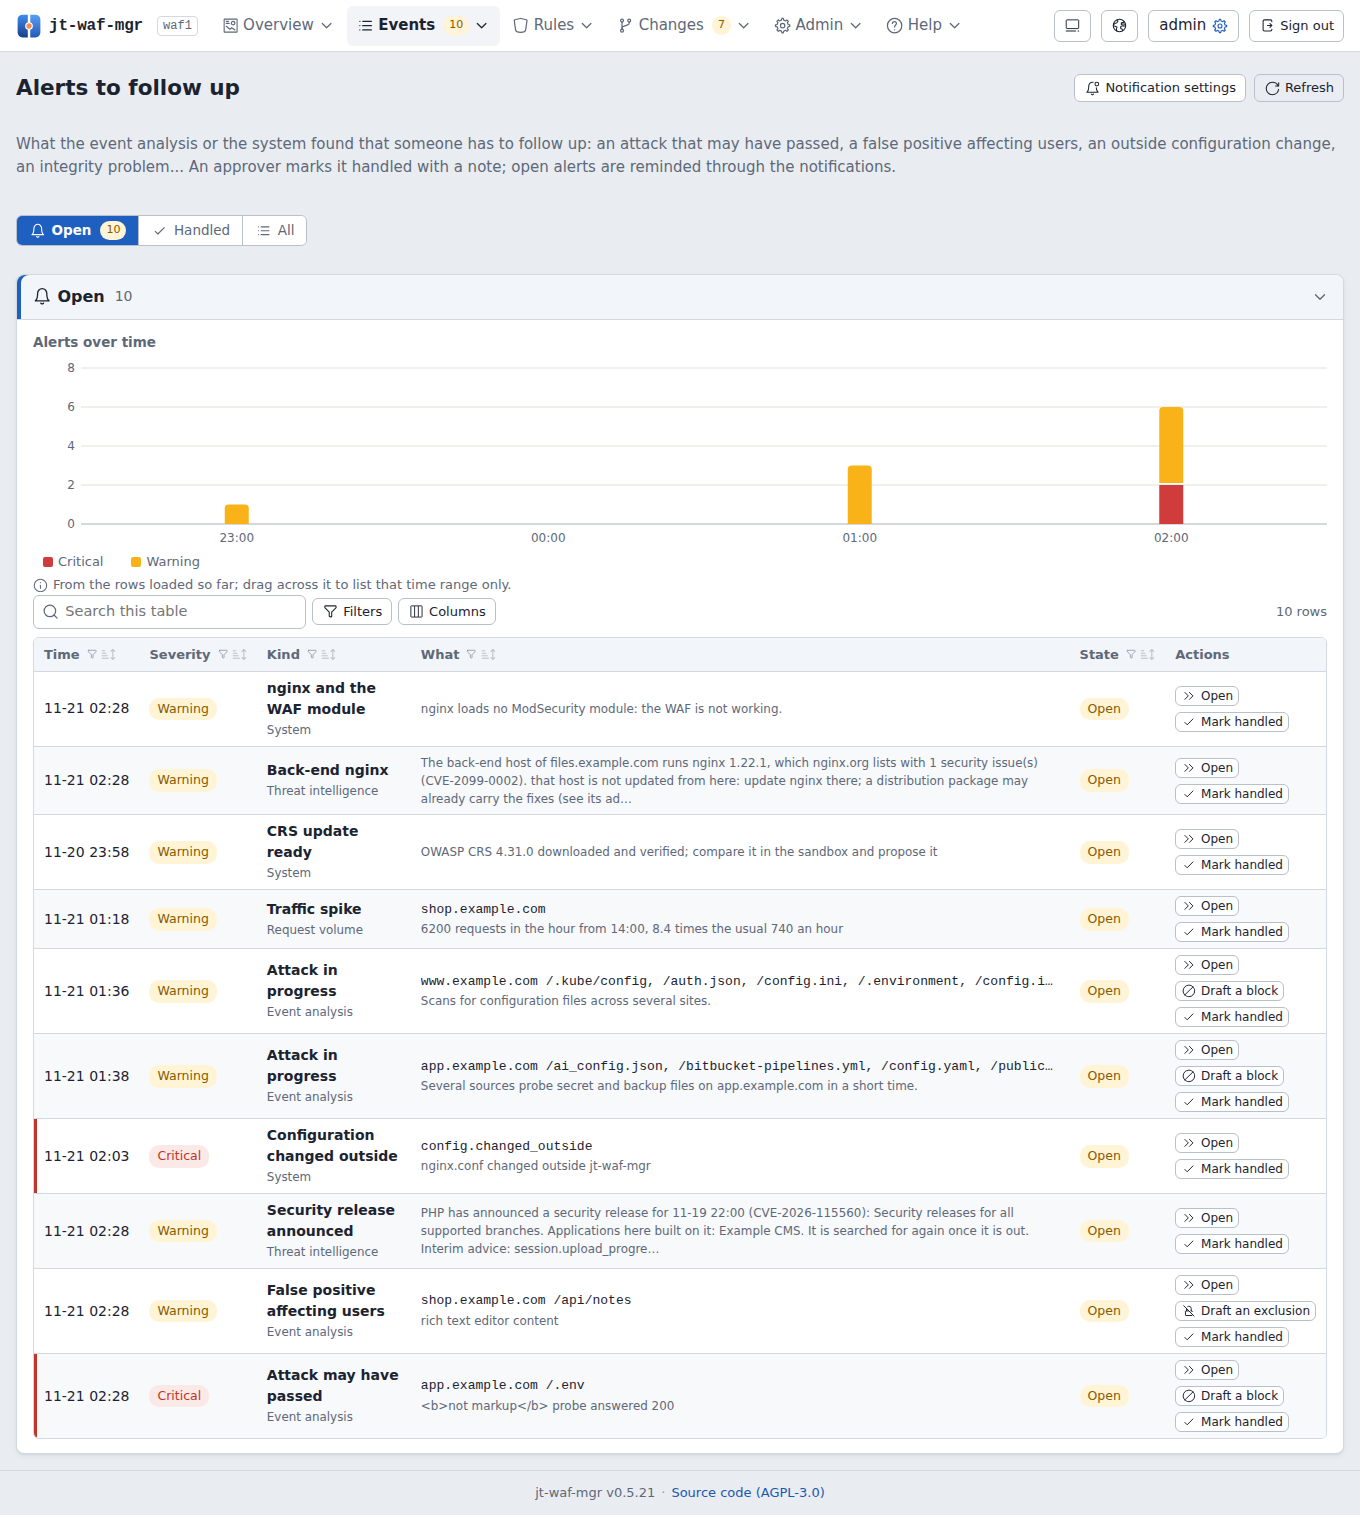 jt-waf-mgr waf1 Overview Events 10 Rules Changes 7 Admin Help admin Sign out
Alerts to follow up
Notification settings Refresh
What the event analysis or the system found that someone has to follow up: an attack that may have passed, a false positive affecting users, an outside configuration change,
an integrity problem... An approver marks it handled with a note; open alerts are reminded through the notifications.
Open 10 Handled All
Open 10
Alerts over time
8
6
4
2
0
23:00 00:00 01:00 02:00
Critical Warning
From the rows loaded so far; drag across it to list that time range only.
Search this table Filters Columns 10 rows
Time Severity Kind What State Actions
11-21 02:28 Warning
nginx and the
WAF module
System
nginx loads no ModSecurity module: the WAF is not working.
Open
Open
Mark handled
11-21 02:28 Warning
Back-end nginx
Threat intelligence
The back-end host of files.example.com runs nginx 1.22.1, which nginx.org lists with 1 security issue(s)
(CVE-2099-0002). that host is not updated from here: update nginx there; a distribution package may
already carry the fixes (see its ad…
Open
Open
Mark handled
11-20 23:58 Warning
CRS update
ready
System
OWASP CRS 4.31.0 downloaded and verified; compare it in the sandbox and propose it
Open
Open
Mark handled
11-21 01:18 Warning
Traffic spike
Request volume
shop.example.com
6200 requests in the hour from 14:00, 8.4 times the usual 740 an hour
Open
Open
Mark handled
11-21 01:36 Warning
Attack in
progress
Event analysis
www.example.com /.kube/config, /auth.json, /config.ini, /.environment, /config.i…
Scans for configuration files across several sites.
Open
Open
Draft a block
Mark handled
11-21 01:38 Warning
Attack in
progress
Event analysis
app.example.com /ai_config.json, /bitbucket-pipelines.yml, /config.yaml, /public…
Several sources probe secret and backup files on app.example.com in a short time.
Open
Open
Draft a block
Mark handled
11-21 02:03 Critical
Configuration
changed outside
System
config.changed_outside
nginx.conf changed outside jt-waf-mgr
Open
Open
Mark handled
11-21 02:28 Warning
Security release
announced
Threat intelligence
PHP has announced a security release for 11-19 22:00 (CVE-2026-115560): Security releases for all
supported branches. Applications here built on it: Example CMS. It is searched for again once it is out.
Interim advice: session.upload_progre…
Open
Open
Mark handled
11-21 02:28 Warning
False positive
affecting users
Event analysis
shop.example.com /api/notes
rich text editor content
Open
Open
Draft an exclusion
Mark handled
11-21 02:28 Critical
Attack may have
passed
Event analysis
app.example.com /.env
<b>not markup</b> probe answered 200
Open
Open
Draft a block
Mark handled
jt-waf-mgr v0.5.21 · Source code (AGPL-3.0)